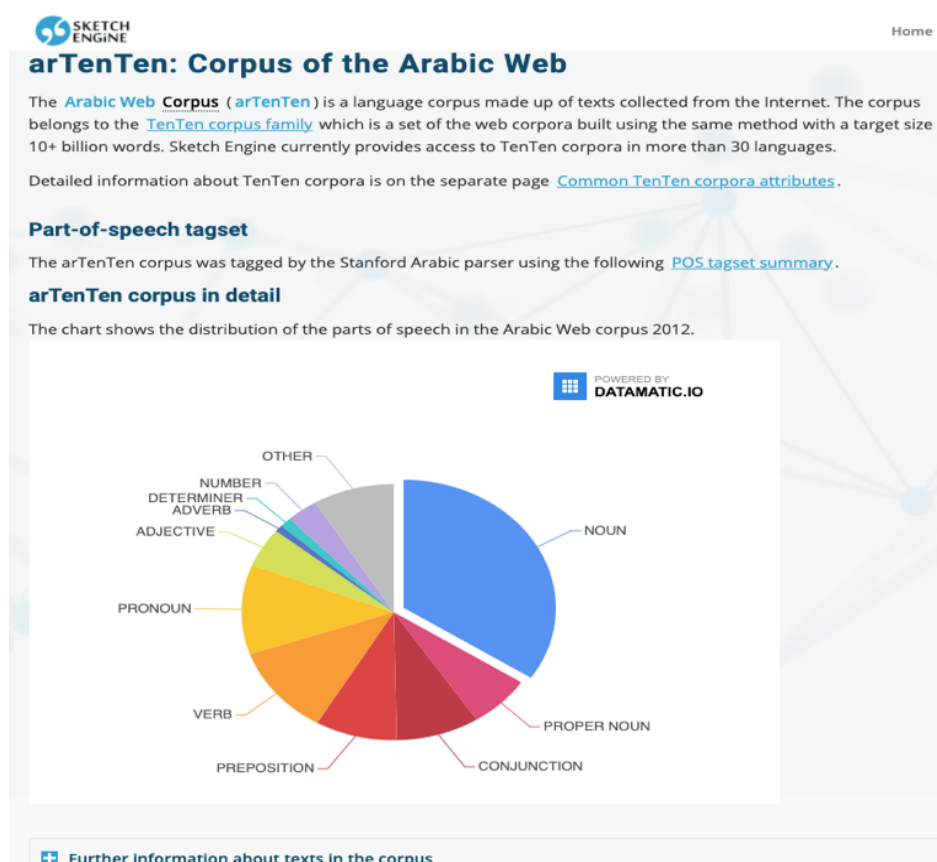 SKETCH
ENGINE
Home
arTenTen: Corpus of the Arabic Web
The Arabic Web Corpus (arTenTen) is a language corpus made up of texts collected from the Internet. The corpus
belongs to the TenTen corpus family which is a set of the web corpora built using the same method with a target size
10+ billion words. Sketch Engine currently provides access to TenTen corpora in more than 30 languages.
Detailed information about TenTen corpora is on the separate page Common TenTen corpora attributes.
Part-of-speech tagset
The arTenTen corpus was tagged by the Stanford Arabic parser using the following POS tagset summary.
arTenTen corpus in detail
The chart shows the distribution of the parts of speech in the Arabic Web corpus 2012.
POWERED BY
DATAMATIC.IO
OTHER
NUMBER
DETERMINER
ADVERB
ADJECTIVE
NOUN
PRONOUN
VERB
PROPER NOUN
PREPOSITION
CONJUNCTION
Further information about texts in the corpus